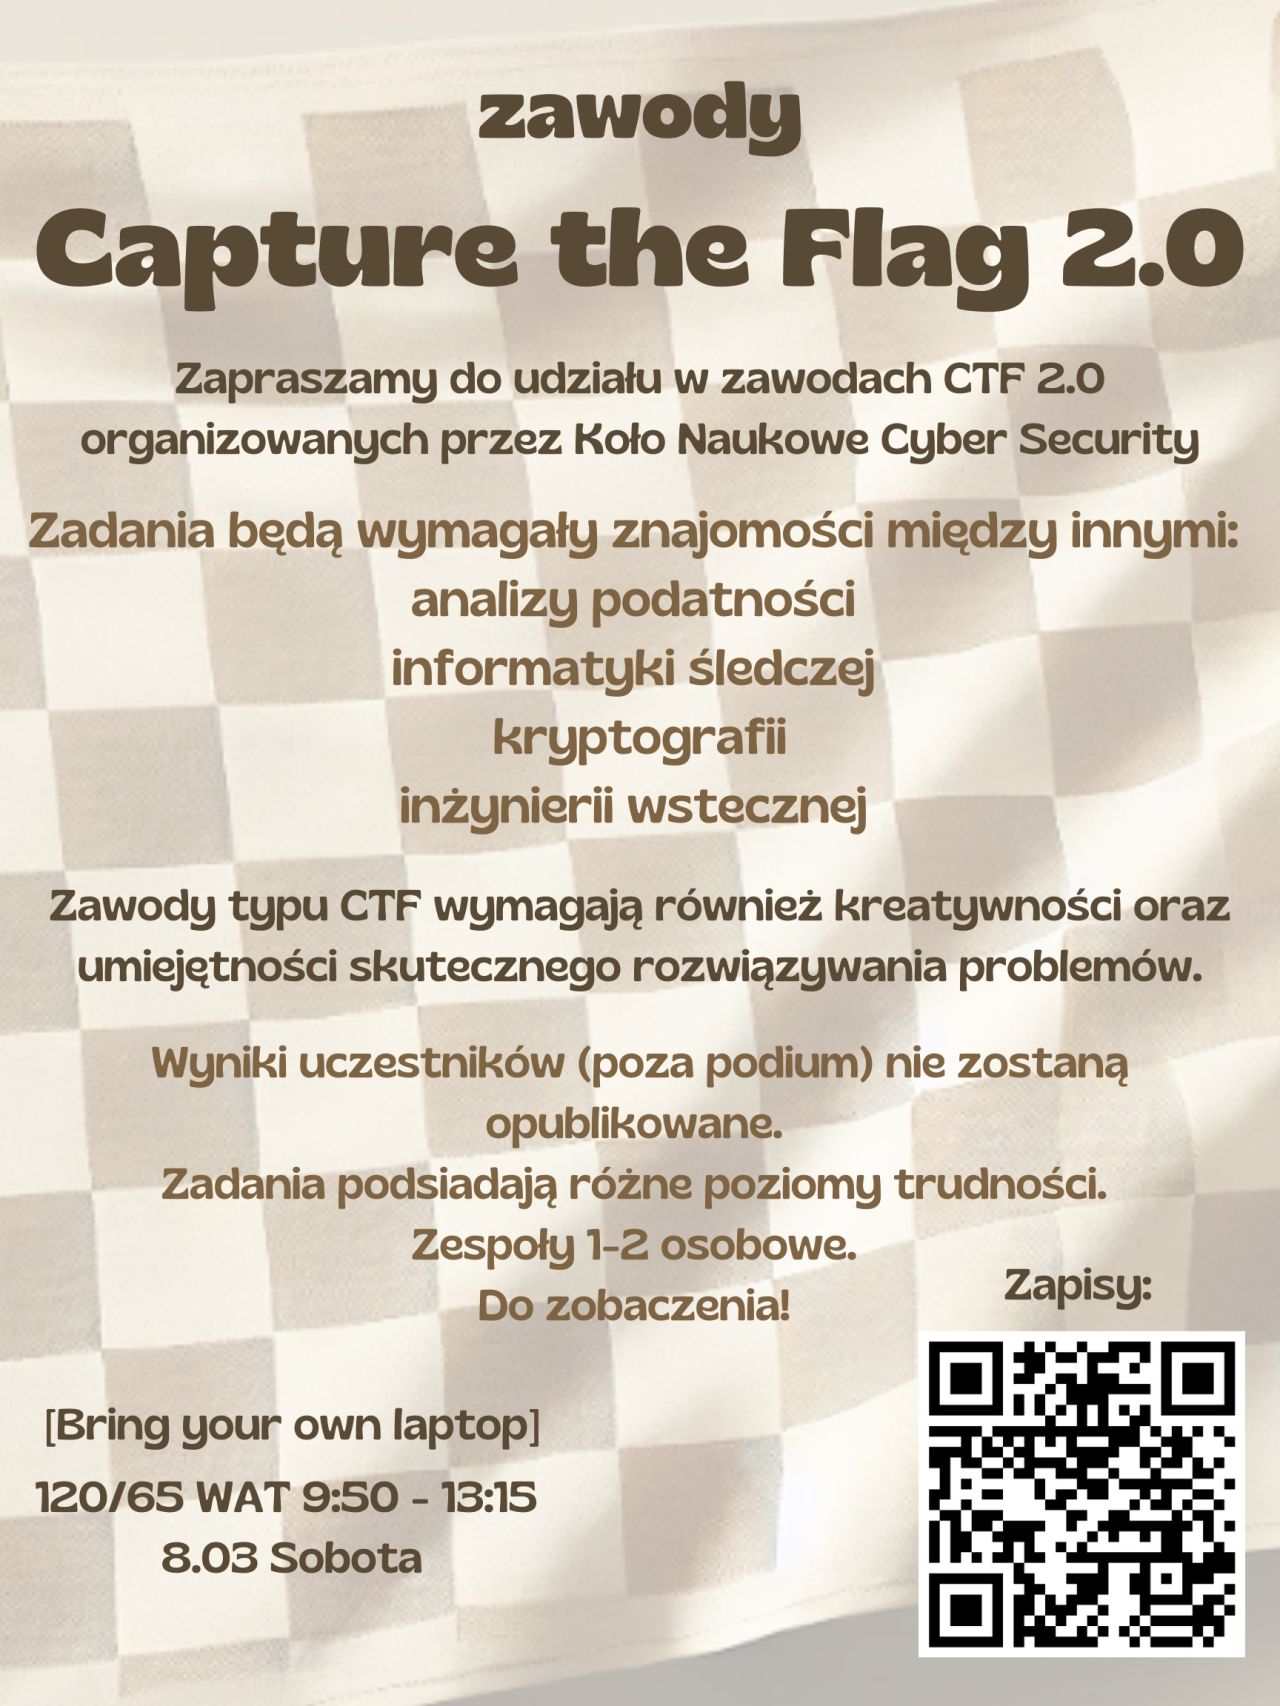 zawody
Capture the Flag 2.0
Zapraszamy do udziału w zawodach CTF 2.0
organizowanych przez Koło Naukowe Cyber Security
Zadania będą wymagały znajomości między innymi:
analizy podatności
informatyki śledczej
kryptografii
inżynierii wstecznej
Zawody typu CTF wymagają również kreatywności oraz
umiejętności skutecznego rozwiązywania problemów.
Wyniki uczestników (poza podium) nie zostaną
opublikowane.
Zadania podsiadają różne poziomy trudności.
Zespoły 1-2 osobowe.
Do zobaczenia!
Zapisy:
[Bring your own laptop]
120/65 WAT 9:50 - 13:15
8.03 Sobota